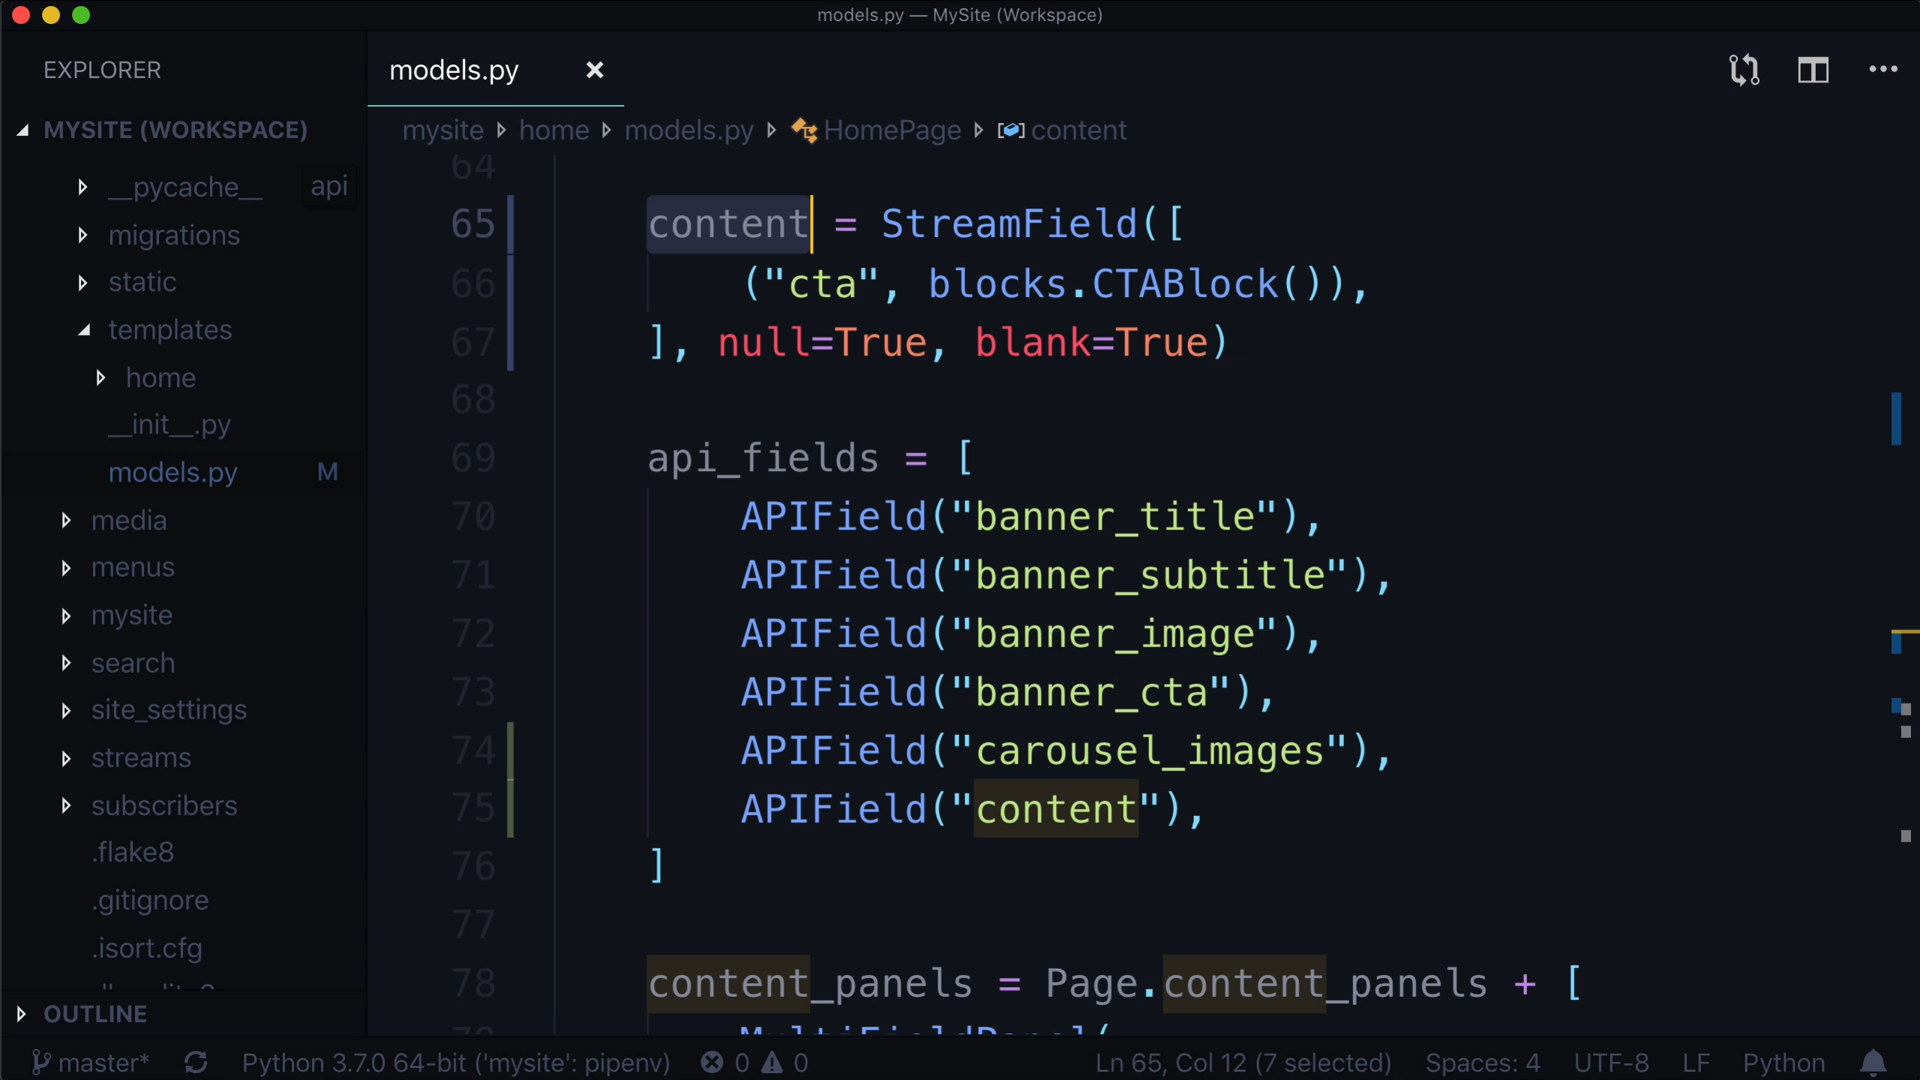 models.py — MySite (Workspace)
EXPLORER
MYSITE (WORKSPACE)
__pycache__
api
migrations
static
templates
home
__init__.py
models.py M
media
menus
mysite
search
site_settings
streams
subscribers
.flake8
.gitignore
.isort.cfg
OUTLINE
models.py
mysite home models.py HomePage content
64
65 content = StreamField([
66 ("cta", blocks.CTABlock()),
67 ], null=True, blank=True)
68
69 api_fields = [
70 APIField("banner_title"),
71 APIField("banner_subtitle"),
72 APIField("banner_image"),
73 APIField("banner_cta"),
74 APIField("carousel_images"),
75 APIField("content"),
76 ]
77
78 content_panels = Page.content_panels + [
79 MultiFieldPanel(
master* Python 3.7.0 64-bit ('mysite': pipenv) 0 0 Ln 65, Col 12 (7 selected) Spaces: 4 UTF-8 LF Python